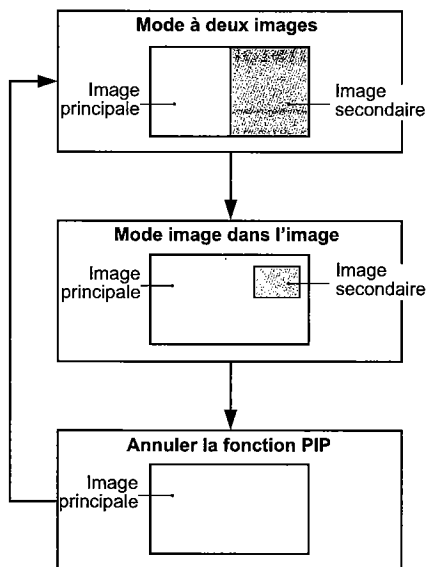 Mode à deux images
Image
principale
Image
secondaire
Mode image dans l'image
Image
principale
Image
secondaire
Annuler la fonction PIP
Image
principale